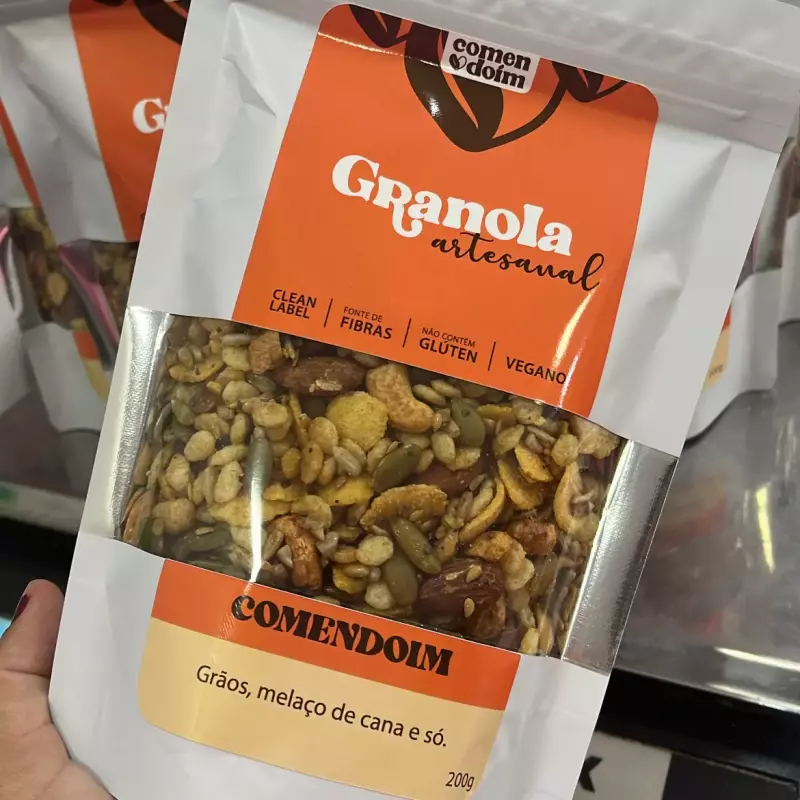 comen
doim
Granola
artesanal
CLEAN
LABEL
FONTE DE
FIBRAS
NÃO CONTÉM
GLÚTEN
VEGANO
COMENDOIM
Grãos, melaço de cana e só.
200g
G
K